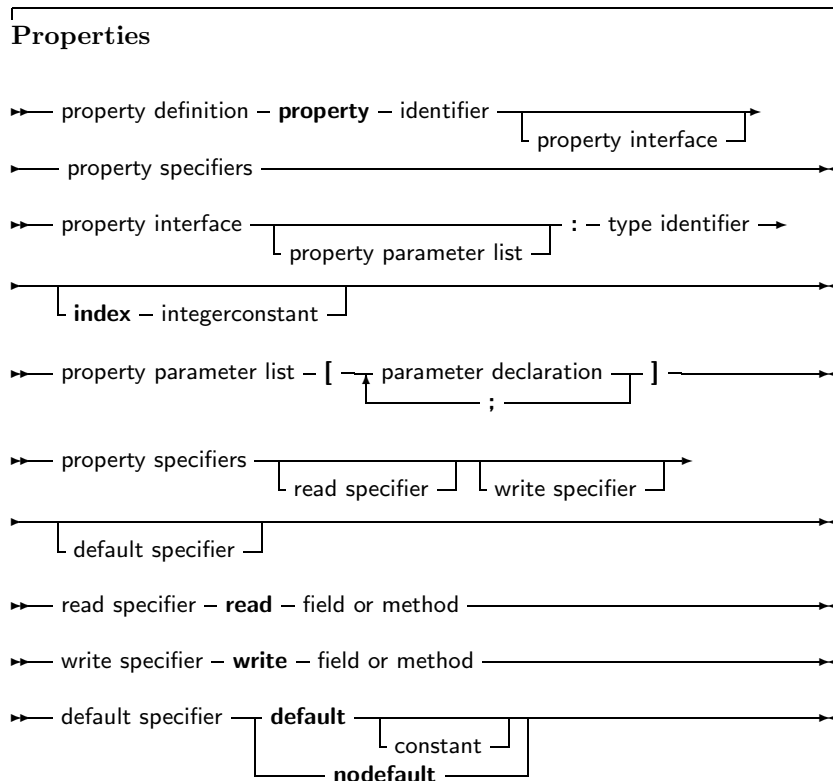 Properties
property definition property identifier
property interface
property specifiers
property interface : type identifier
property parameter list
index integerconstant
property parameter list [ parameter declaration ]
;
property specifiers
read specifier write specifier
default specifier
read specifier read field or method
write specifier write field or method
default specifier default
constant
nodefault